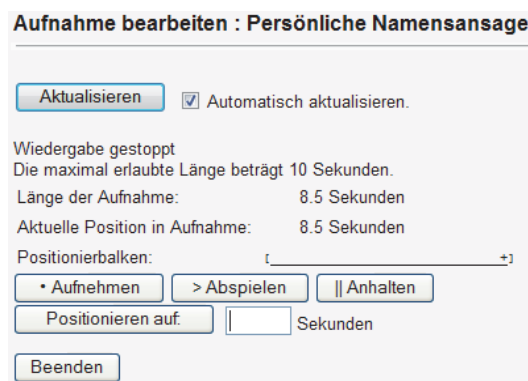 Aufnahme bearbeiten : Persönliche Namensansage
Aktualisieren Automatisch aktualisieren.
Wiedergabe gestoppt
Die maximal erlaubte Länge beträgt 10 Sekunden.
Länge der Aufnahme: 8.5 Sekunden
Aktuelle Position in Aufnahme: 8.5 Sekunden
Positionierbalken: [ +]
• Aufnehmen > Abspielen || Anhalten
Positionieren auf: Sekunden
Beenden